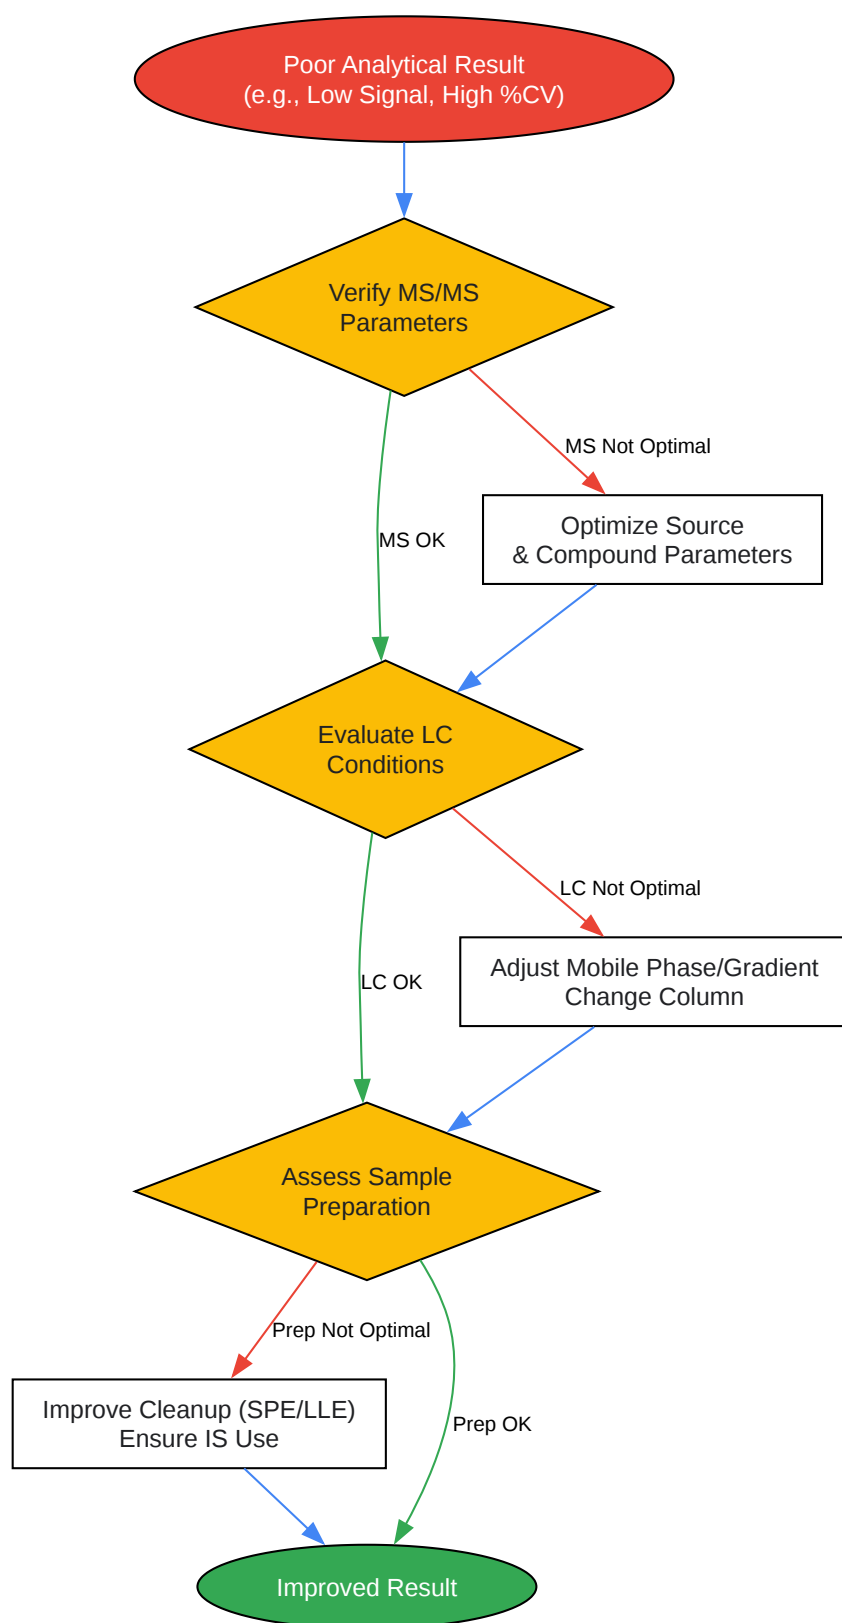 Poor Analytical Result
(e.g., Low Signal, High %CV)
Verify MS/MS
Parameters
MS Not Optimal
Optimize Source
& Compound Parameters
MS OK
Evaluate LC
Conditions
LC Not Optimal
Adjust Mobile Phase/Gradient
Change Column
LC OK
Assess Sample
Preparation
Prep Not Optimal
Improve Cleanup (SPE/LLE)
Ensure IS Use
Prep OK
Improved Result